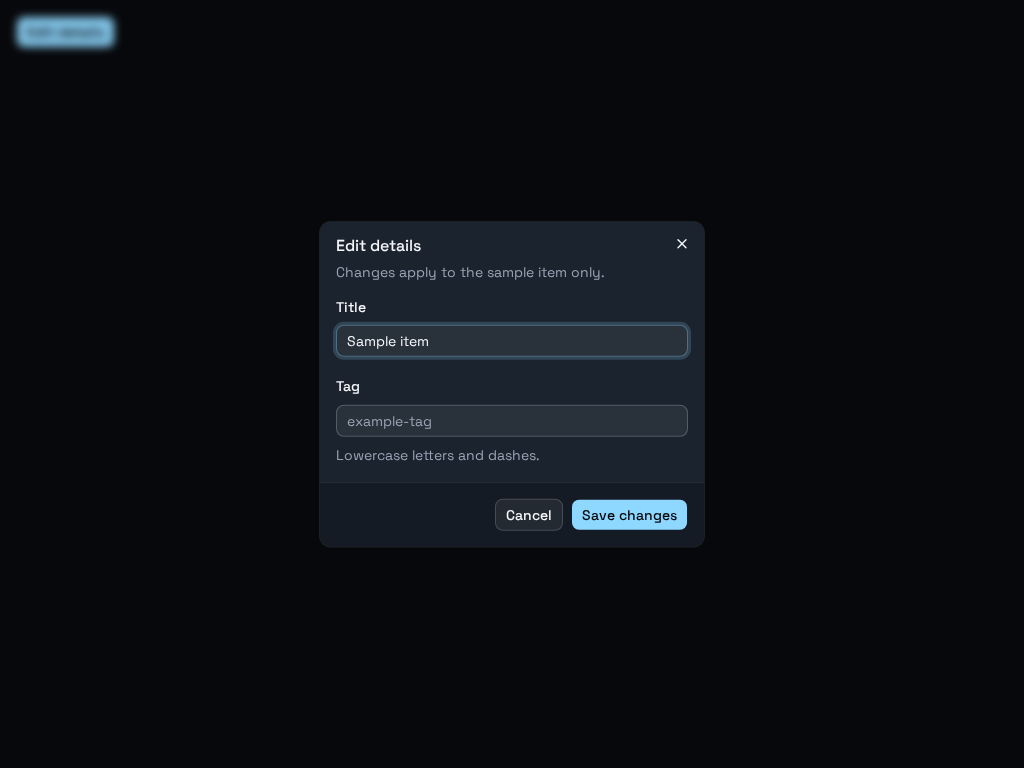 Edit details
Changes apply to the sample item only.
Title
Sample item
Tag
example-tag
Lowercase letters and dashes.
Cancel
Save changes